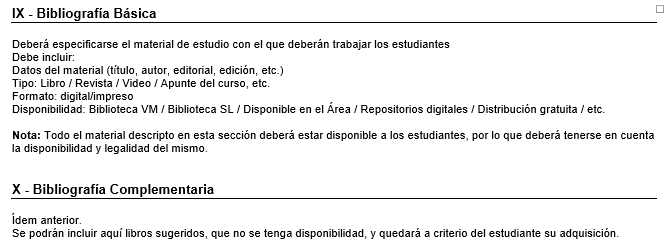 IX - Bibliografía Básica
Deberá especificarse el material de estudio con el que deberán trabajar los estudiantes
Debe incluir:
Datos del material (título, autor, editorial, edición, etc.)
Tipo: Libro / Revista / Video / Apunte del curso, etc.
Formato: digital/impreso
Disponibilidad: Biblioteca VM / Biblioteca SL / Disponible en el Área / Repositorios digitales / Distribución gratuita / etc.
Nota: Todo el material descripto en esta sección deberá estar disponible a los estudiantes, por lo que deberá tenerse en cuenta
la disponibilidad y legalidad del mismo.
X - Bibliografía Complementaria
Ídem anterior.
Se podrán incluir aquí libros sugeridos, que no se tenga disponibilidad, y quedará a criterio del estudiante su adquisición.